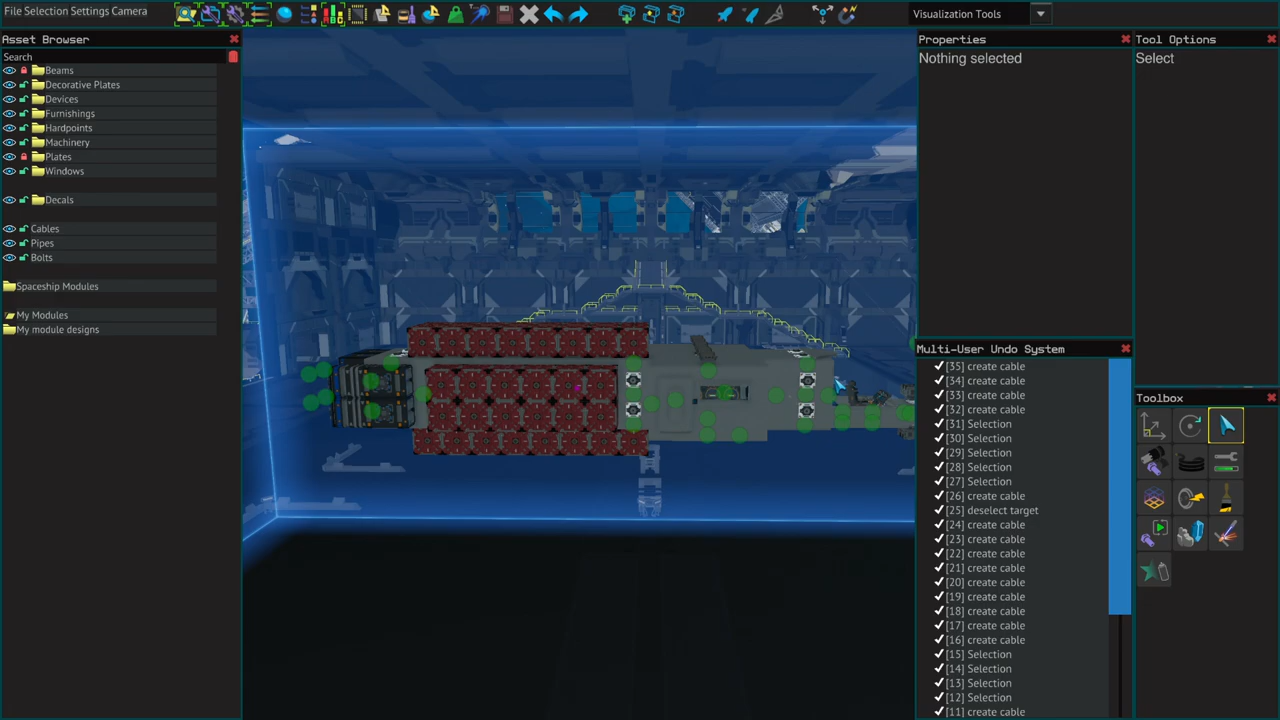 File Selection Settings Camera
Visualization Tools
Asset Browser
Search
Beams
Decorative Plates
Devices
Furnishings
Hardpoints
Machinery
Plates
Windows
Decals
Cables
Pipes
Bolts
Spaceship Modules
My Modules
My module designs
Properties
Nothing selected
Tool Options
Select
Multi-User Undo System
[35] create cable
[34] create cable
[33] create cable
[32] create cable
[31] Selection
[30] Selection
[29] Selection
[28] Selection
[27] Selection
[26] create cable
[25] deselect target
[24] create cable
[23] create cable
[22] create cable
[21] create cable
[20] create cable
[19] create cable
[18] create cable
[17] create cable
[16] create cable
[15] Selection
[14] Selection
[13] Selection
[12] Selection
[11] create cable
Toolbox